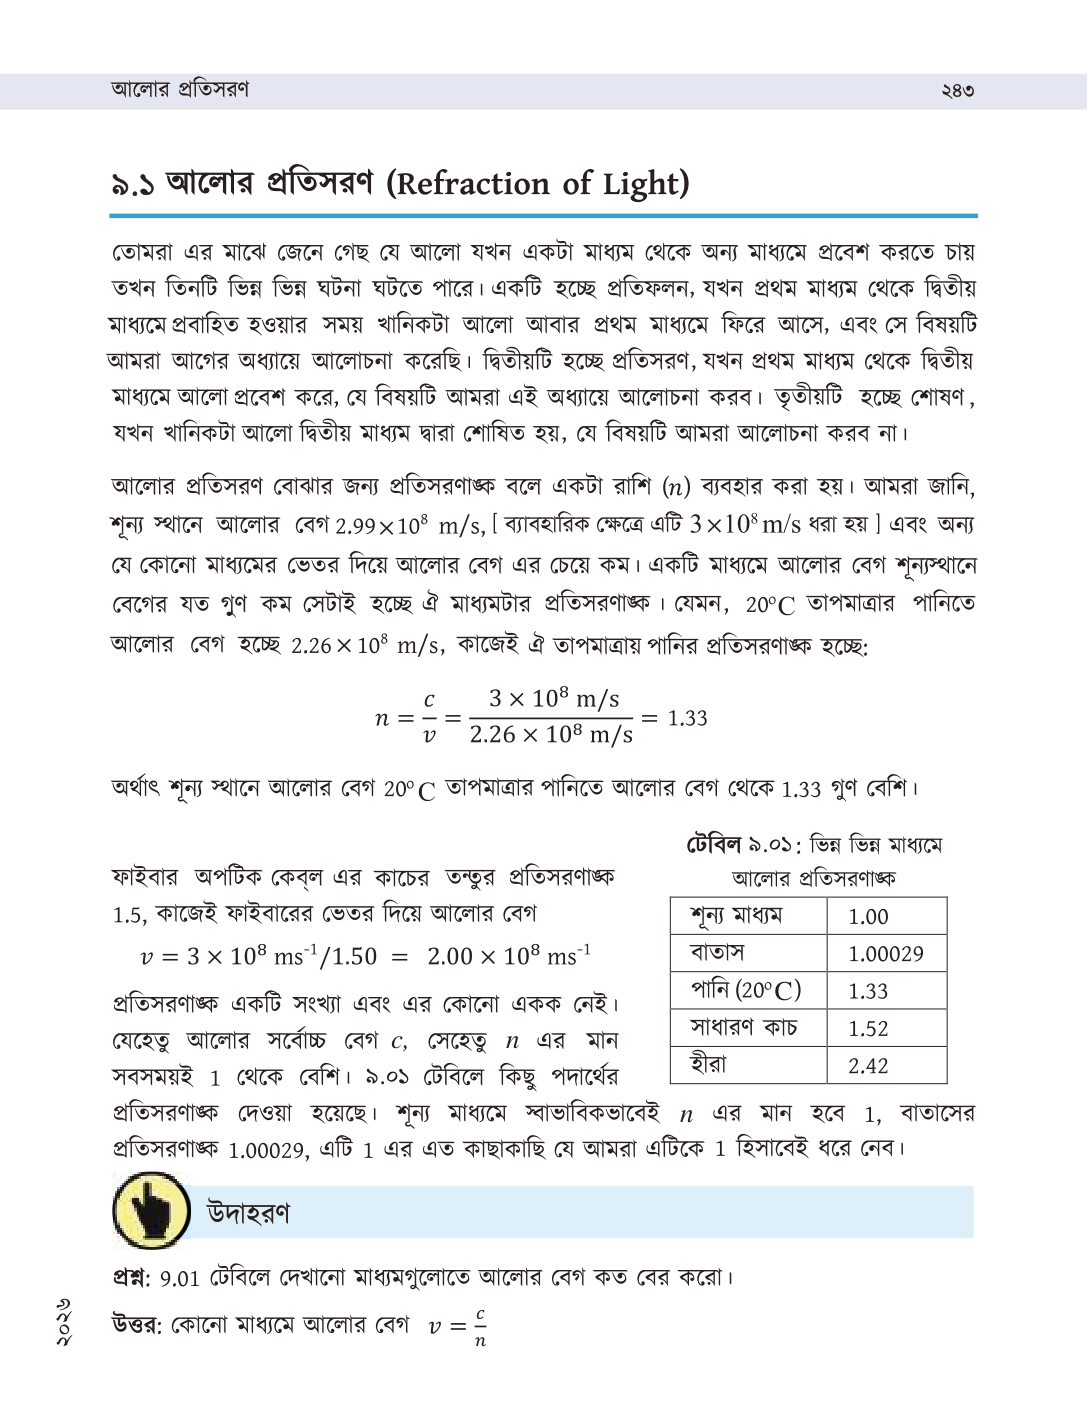 আলোর প্রতিসরণ ২৪৩
৯.১ আলোর প্রতিসরণ (Refraction of Light)
তোমরা এর মাঝে জেনে গেছ যে আলো যখন একটা মাধ্যম থেকে অন্য মাধ্যমে প্রবেশ করতে চায়
তখন তিনটি ভিন্ন ভিন্ন ঘটনা ঘটতে পারে। একটি হচ্ছে প্রতিফলন, যখন প্রথম মাধ্যম থেকে দ্বিতীয়
মাধ্যমে প্রবাহিত হওয়ার সময় খানিকটা আলো আবার প্রথম মাধ্যমে ফিরে আসে, এবং সে বিষয়টি
আমরা আগের অধ্যায়ে আলোচনা করেছি। দ্বিতীয়টি হচ্ছে প্রতিসরণ, যখন প্রথম মাধ্যম থেকে দ্বিতীয়
মাধ্যমে আলো প্রবেশ করে, যে বিষয়টি আমরা এই অধ্যায়ে আলোচনা করব। তৃতীয়টি হচ্ছে শোষণ,
যখন খানিকটা আলো দ্বিতীয় মাধ্যম দ্বারা শোষিত হয়, যে বিষয়টি আমরা আলোচনা করব না।
আলোর প্রতিসরণ বোঝার জন্য প্রতিসরণাঙ্ক বলে একটা রাশি (n) ব্যবহার করা হয়। আমরা জানি,
শূন্য স্থানে আলোর বেগ 2.99×10⁸ m/s, [ ব্যাবহারিক ক্ষেত্রে এটি 3 ×10⁸ m/s ধরা হয় ] এবং অন্য
যে কোনো মাধ্যমের ভেতর দিয়ে আলোর বেগ এর চেয়ে কম। একটি মাধ্যমে আলোর বেগ শূন্যস্থানে
বেগের যত গুণ কম সেটাই হচ্ছে ঐ মাধ্যমটার প্রতিসরণাঙ্ক। যেমন, 20°C তাপমাত্রার পানিতে
আলোর বেগ হচ্ছে 2.26 × 10⁸ m/s, কাজেই ঐ তাপমাত্রায় পানির প্রতিসরণাঙ্ক হচ্ছে:
n = c/v = 3 × 10⁸ m/s / 2.26 × 10⁸ m/s = 1.33
অর্থাৎ শূন্য স্থানে আলোর বেগ 20°C তাপমাত্রার পানিতে আলোর বেগ থেকে 1.33 গুণ বেশি।
ফাইবার অপটিক কেব্‌ল এর কাচের তন্তুর প্রতিসরণাঙ্ক
1.5, কাজেই ফাইবারের ভেতর দিয়ে আলোর বেগ
v = 3 × 10⁸ ms⁻¹/1.50 = 2.00 × 10⁸ ms⁻¹
প্রতিসরণাঙ্ক একটি সংখ্যা এবং এর কোনো একক নেই।
যেহেতু আলোর সর্বোচ্চ বেগ c, সেহেতু n এর মান
সবসময়ই 1 থেকে বেশি। ৯.০১ টেবিলে কিছু পদার্থের
টেবিল ৯.০১: ভিন্ন ভিন্ন মাধ্যমে
আলোর প্রতিসরণাঙ্ক
শূন্য মাধ্যম 1.00
বাতাস 1.00029
পানি (20°C) 1.33
সাধারণ কাচ 1.52
হীরা 2.42
প্রতিসরণাঙ্ক দেওয়া হয়েছে। শূন্য মাধ্যমে স্বাভাবিকভাবেই n এর মান হবে 1, বাতাসের
প্রতিসরণাঙ্ক 1.00029, এটি 1 এর এত কাছাকাছি যে আমরা এটিকে 1 হিসাবেই ধরে নেব।
উদাহরণ
প্রশ্ন: 9.01 টেবিলে দেখানো মাধ্যমগুলোতে আলোর বেগ কত বের করো।
উত্তর: কোনো মাধ্যমে আলোর বেগ v = c/n
২০২৬